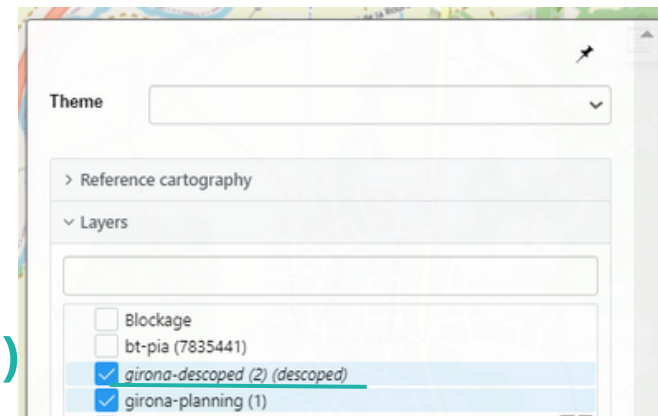 Theme
> Reference cartography
Layers
Blockage
bt-pia (7835441)
)
girona-descoped (2) (descoped)
girona-planning (1)